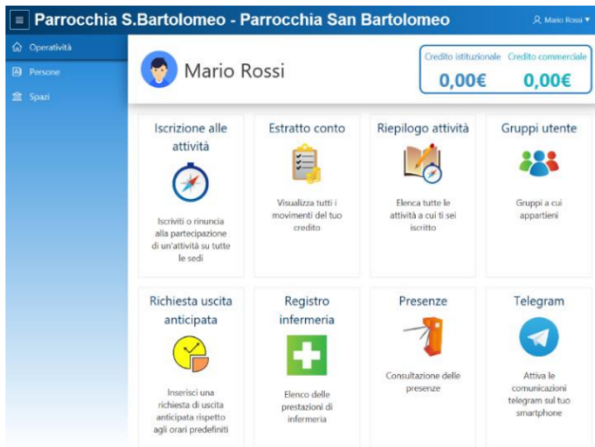 Parrocchia S.Bartolomeo - Parrocchia San Bartolomeo
Mario Rossi
Operatività
Persone
Spazi
Mario Rossi
Credito istituzionale Credito commerciale
0,00€ 0,00€
Iscrizione alle
attività
Iscriviti o rinuncia
alla partecipazione
di un'attività su tutte
le sedi
Estratto conto
Visualizza tutti i
movimenti del tuo
credito
Riepilogo attività
Elenca tutte le
attività a cui ti sei
iscritto
Gruppi utente
Gruppi a cui
appartieni
Richiesta uscita
anticipata
Inserisci una
richiesta di uscita
anticipata rispetto
agli orari predefiniti
Registro
infermeria
Elenco delle
prestazioni di
infermeria
Presenze
Consultazione delle
presenze
Telegram
Attiva le
comunicazioni
telegram sul tuo
smartphone